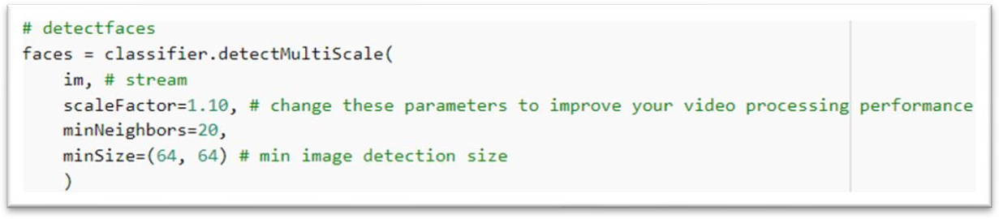 # detectfaces
faces = classifier.detectMultiScale(
    im, # stream
    scaleFactor=1.10, # change these parameters to improve your video processing performance
    minNeighbors=20,
    minSize=(64, 64) # min image detection size
    )